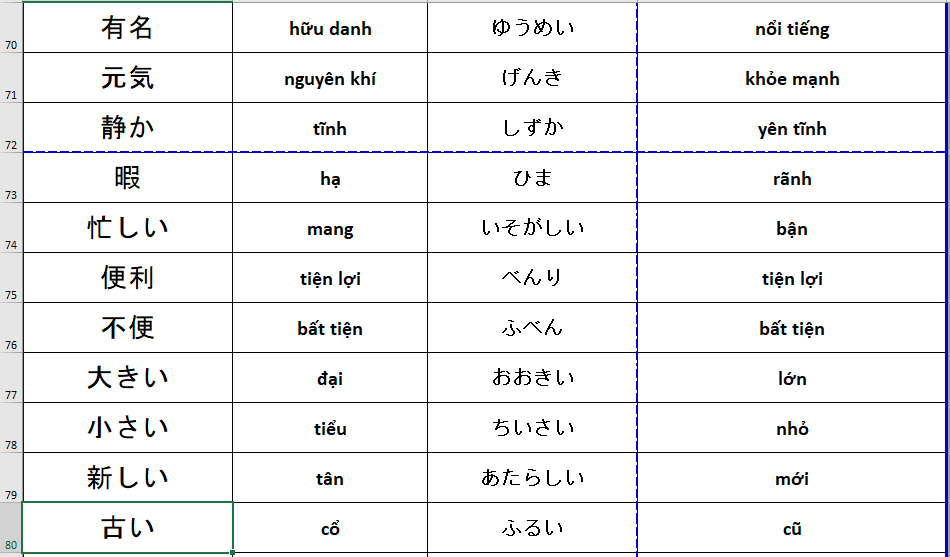 70 有名 hữu danh ゆうめい nổi tiếng
71 元気 nguyên khí げんき khỏe mạnh
72 静か tĩnh しずか yên tĩnh
73 暇 hạ ひま rãnh
74 忙しい mang いそがしい bận
75 便利 tiện lợi べんり tiện lợi
76 不便 bất tiện ふべん bất tiện
77 大きい đại おおきい lớn
78 小さい tiểu ちいさい nhỏ
79 新しい tân あたらしい mới
80 古い cổ ふるい cũ